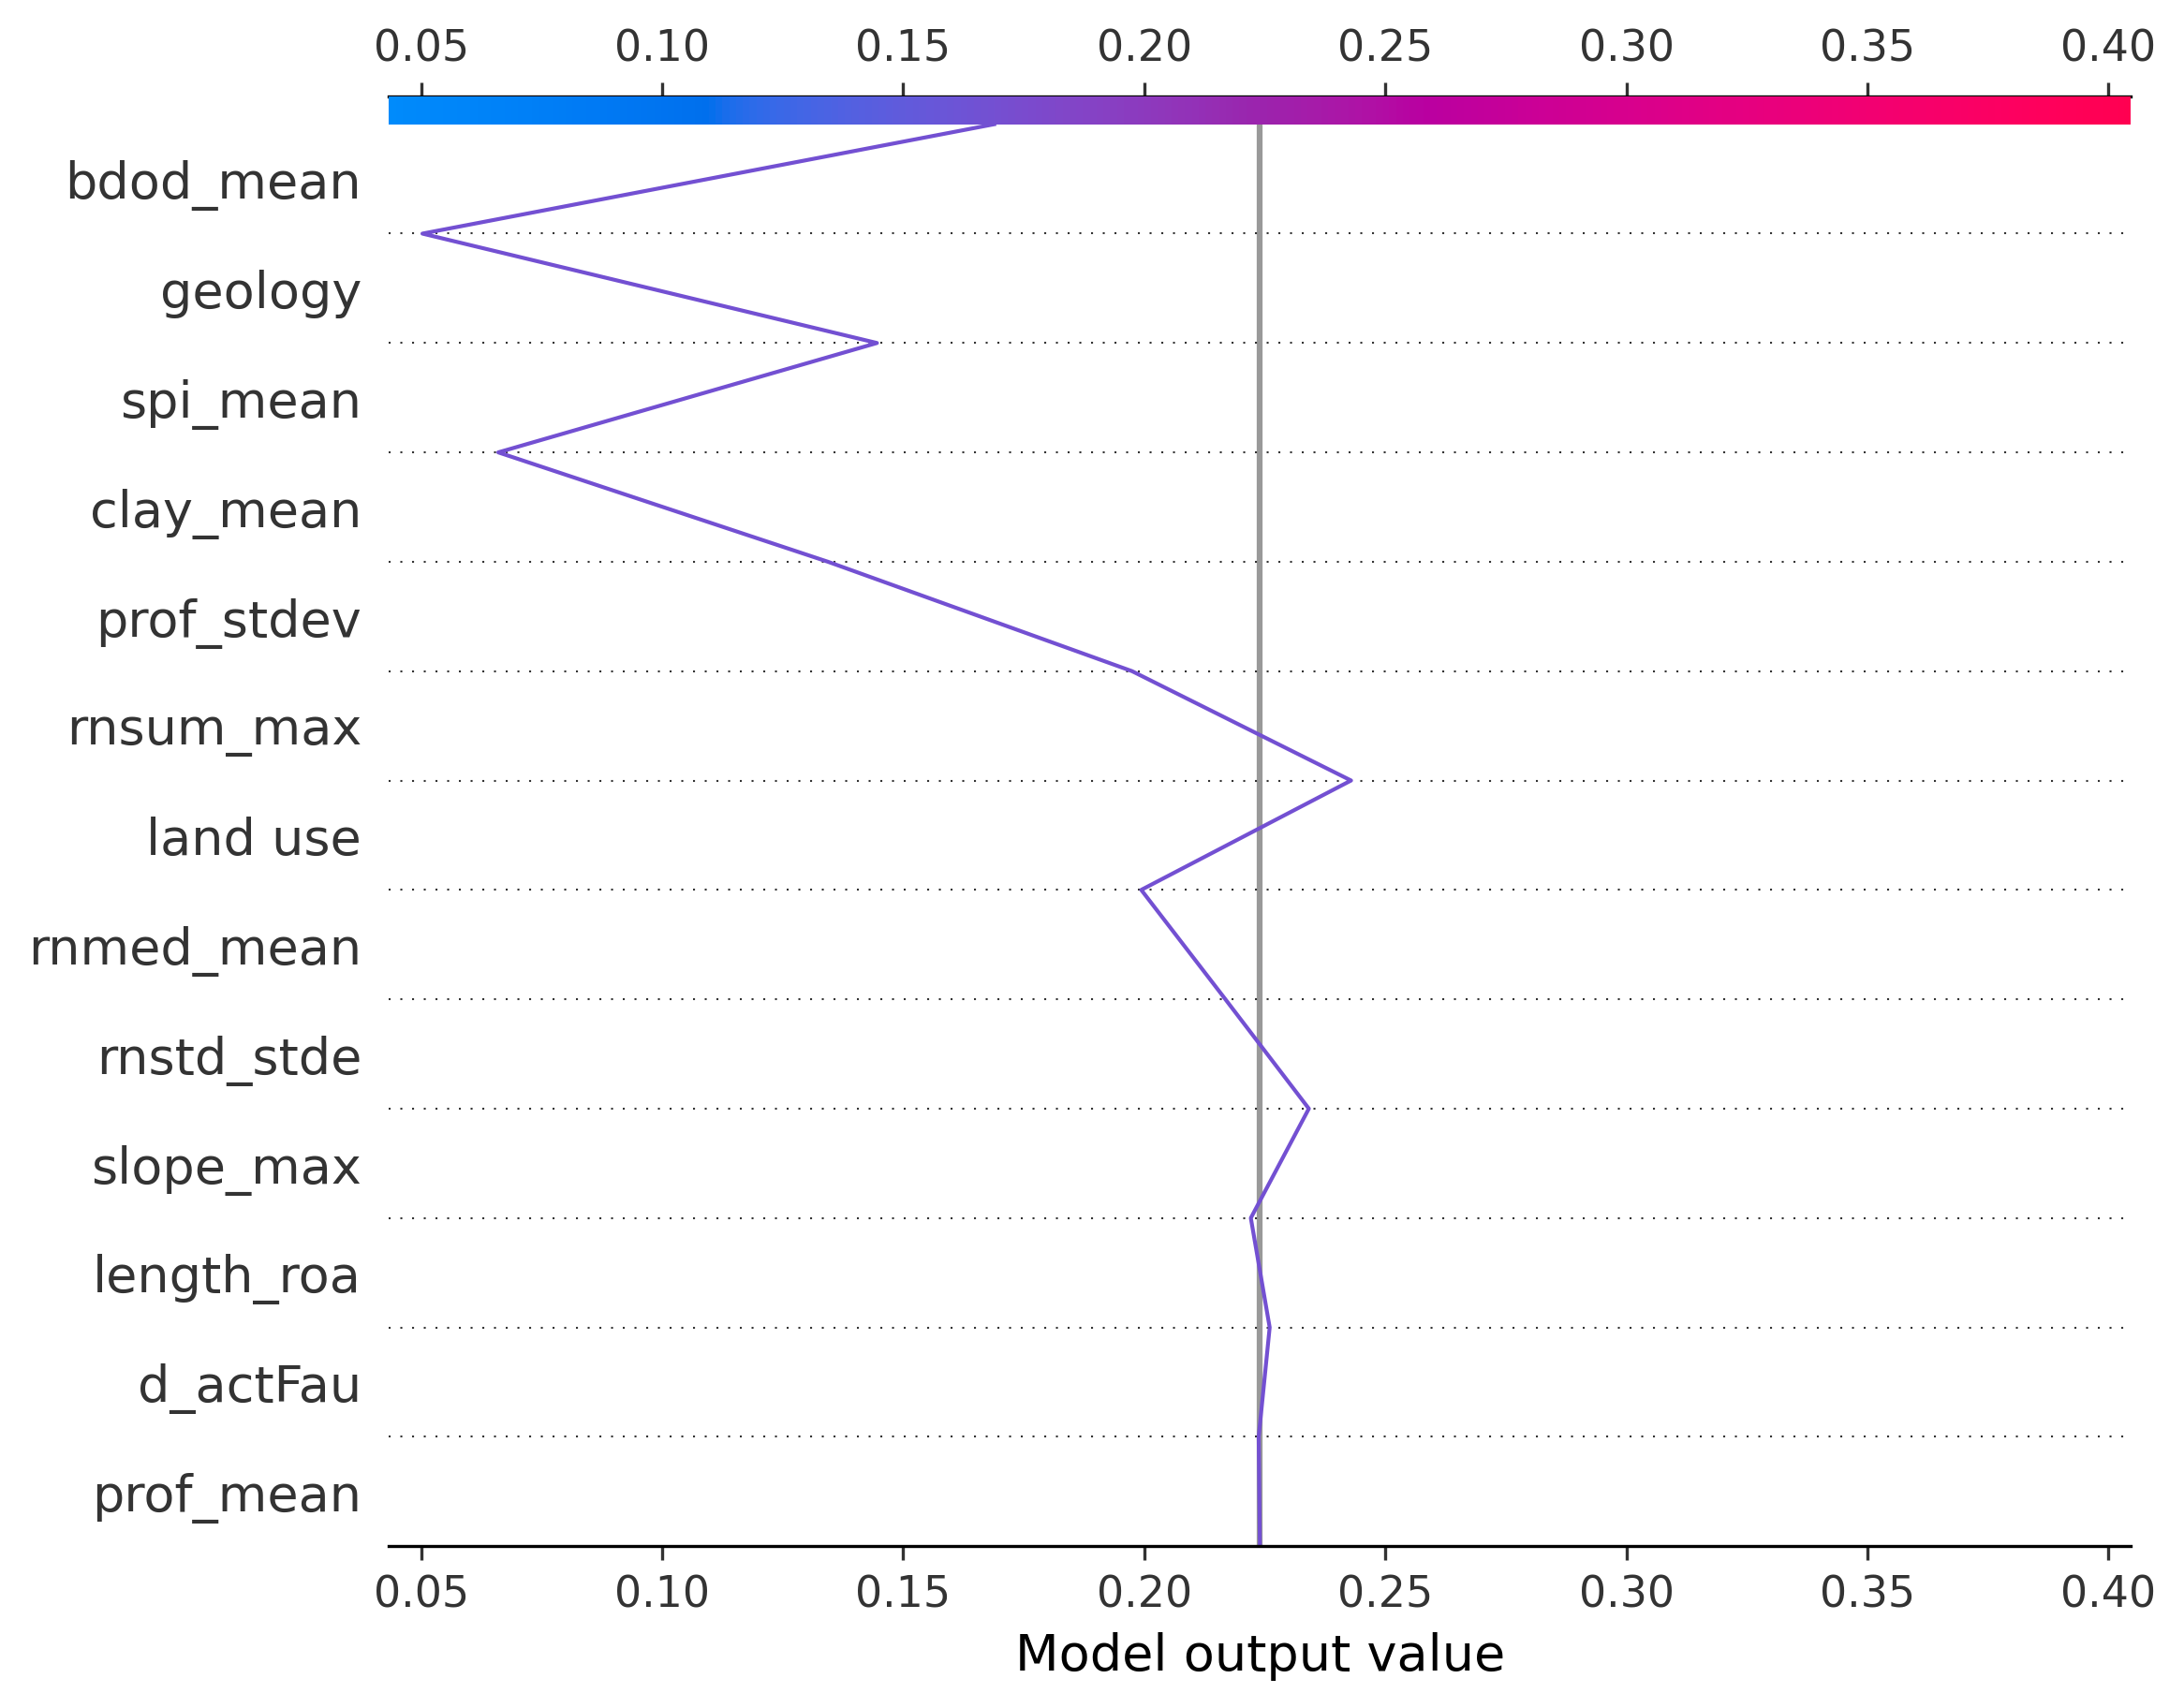 0.05 0.10 0.15 0.20 0.25 0.30 0.35 0.40
bdod_mean
geology
spi_mean
clay_mean
prof_stdev
rnsum_max
land use
rnmed_mean
rnstd_stde
slope_max
length_roa
d_actFau
prof_mean
0.05 0.10 0.15 0.20 0.25 0.30 0.35 0.40
Model output value